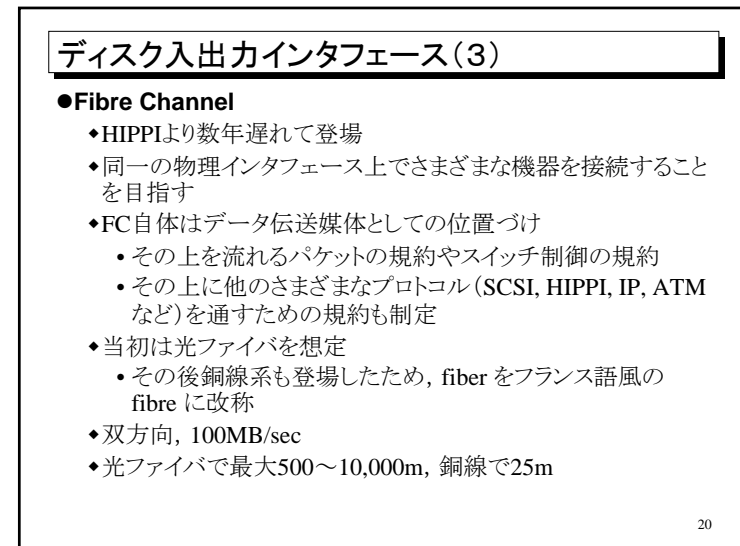 ディスク入出力インタフェース（３）
●Fibre Channel
◆HIPPIより数年遅れて登場
◆同一の物理インタフェース上でさまざまな機器を接続すること
を目指す
◆FC自体はデータ伝送媒体としての位置づけ
• その上を流れるパケットの規約やスイッチ制御の規約
• その上に他のさまざまなプロトコル（SCSI, HIPPI, IP, ATM
など）を通すための規約も制定
◆当初は光ファイバを想定
• その後銅線系も登場したため，fiber をフランス語風の
fibre に改称
◆双方向，100MB/sec
◆光ファイバで最大500～10,000m，銅線で25m
20